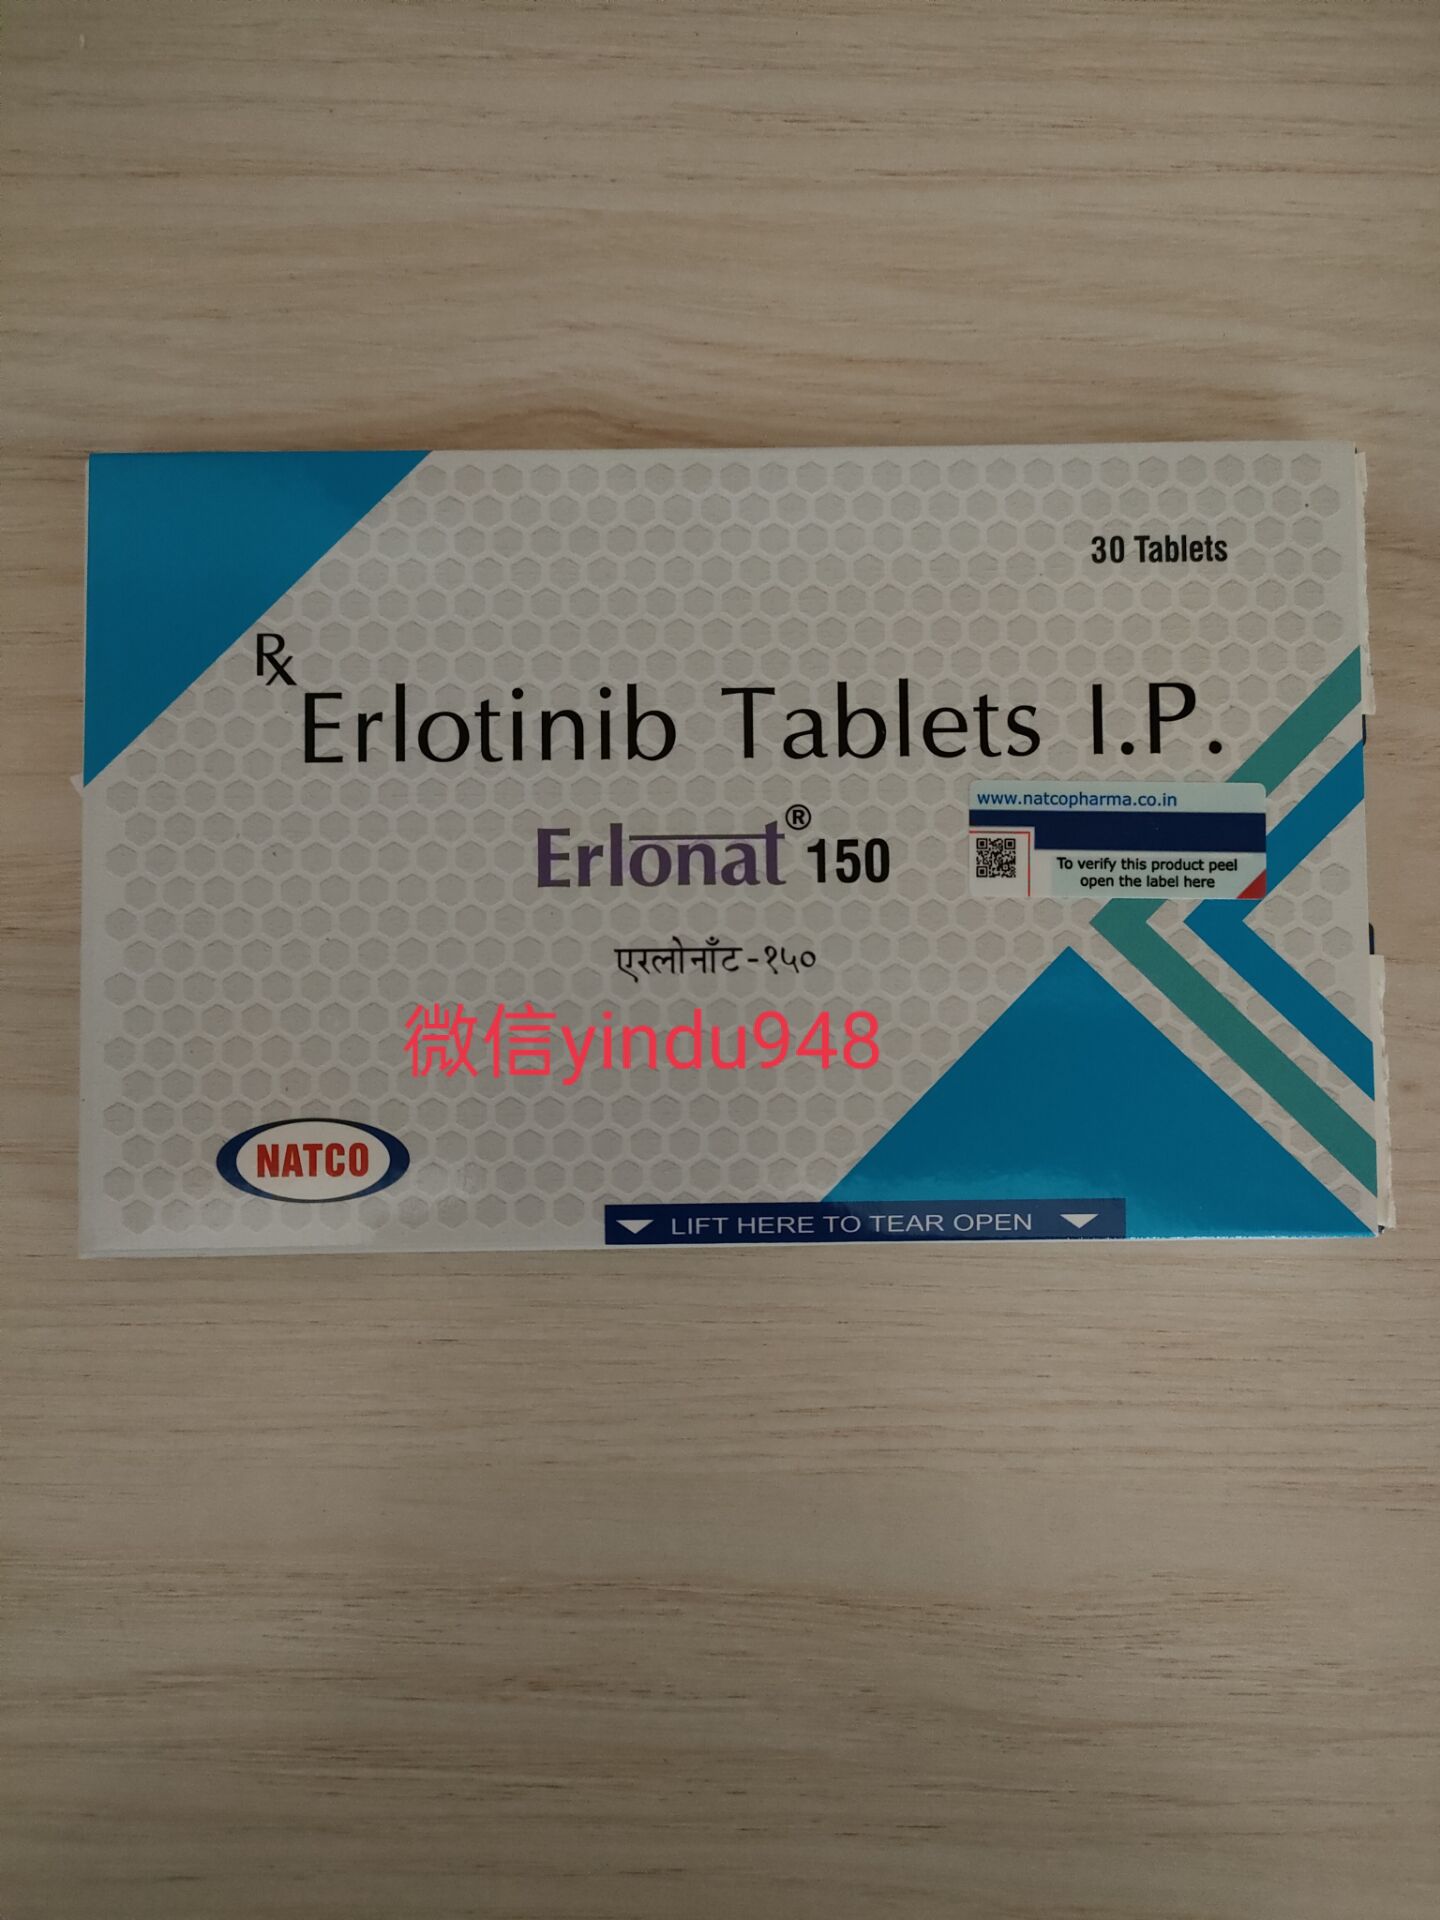 30 Tablets
Rx
Erlotinib Tablets I.P.
www.natcopharma.co.in
To verify this product peel
open the label here
Erlonat® 150
एरलोनाँट-१५०
微信yindu948
NATCO
LIFT HERE TO TEAR OPEN